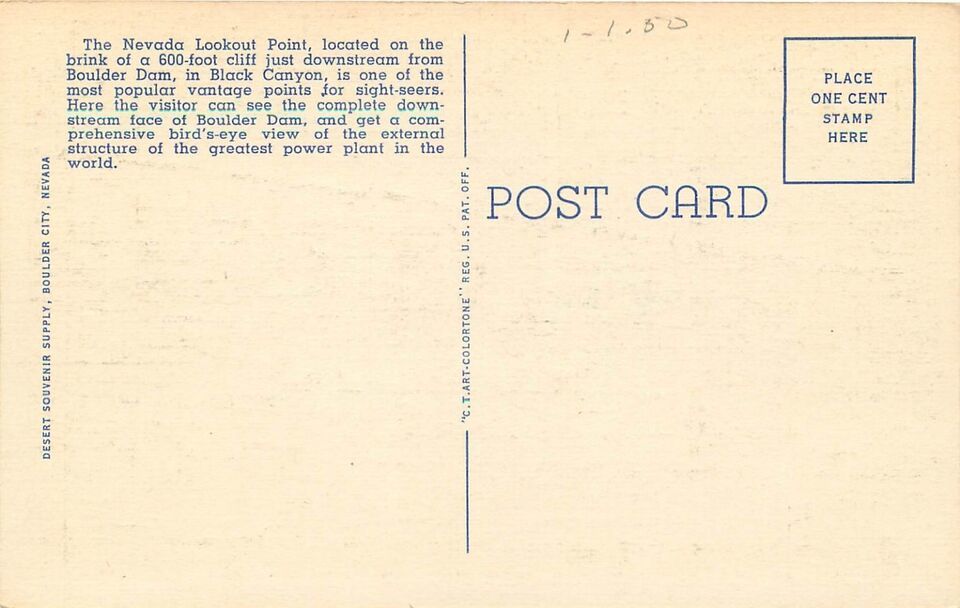 1-1.50
The Nevada Lookout Point, located on the
brink of a 600-foot cliff just downstream from
Boulder Dam, in Black Canyon, is one of the
most popular vantage points for sight-seers.
Here the visitor can see the complete down-
stream face of Boulder Dam, and get a com-
prehensive bird's-eye view of the external
structure of the greatest power plant in the
world.
DESERT SOUVENIR SUPPLY, BOULDER CITY, NEVADA
"C.T.ART-COLORTONE" REG. U.S. PAT. OFF.
POST CARD
PLACE
ONE CENT
STAMP
HERE